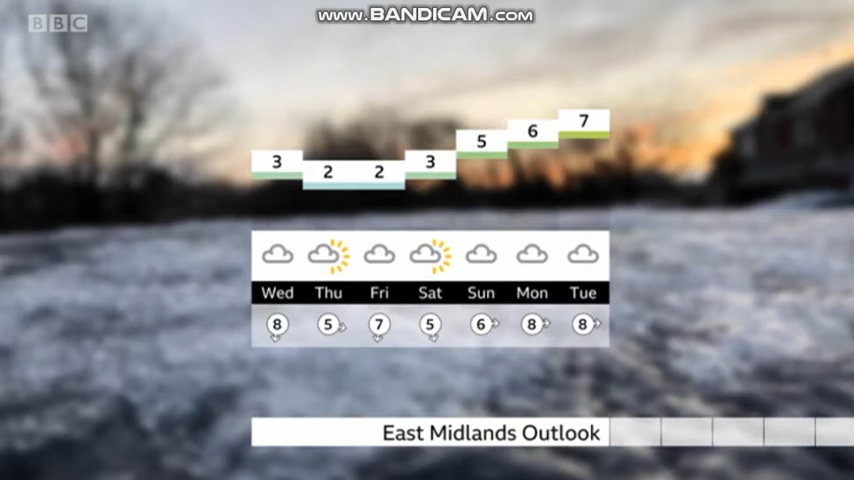 www.BANDICAM.com
BBC
7
6
5
3 3
2 2
Wed Thu Fri Sat Sun Mon Tue
8 5 7 5 6 8 8
East Midlands Outlook